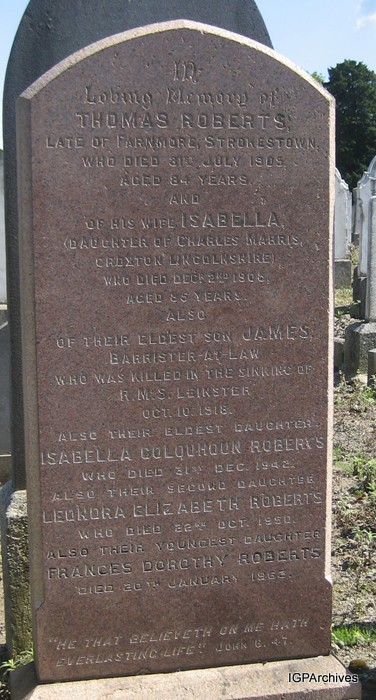 In
Loving Memory of
THOMAS ROBERTS,
LATE OF FARNMORE, STROKESTOWN,
WHO DIED 31ST JULY 1905.
AGED 84 YEARS.
AND
OF HIS WIFE ISABELLA,
(DAUGHTER OF CHARLES MARRIS,
CROXTON LINCOLNSHIRE)
WHO DIED DECR 2ND 1908,
AGED 85 YEARS.
ALSO
OF THEIR ELDEST SON JAMES,
BARRISTER-AT-LAW
WHO WAS KILLED IN THE SINKING OF
R.M.S. LEINSTER
OCT. 10. 1918.
ALSO THEIR ELDEST DAUGHTER.
ISABELLA COLQUHOUN ROBERTS
WHO DIED 31ST DEC. 1942.
ALSO THEIR SECOND DAUGHTER
LEONORA ELIZABETH ROBERTS
WHO DIED 22ND OCT. 1950.
ALSO THEIR YOUNGEST DAUGHTER
FRANCES DOROTHY ROBERTS
DIED 20TH JANUARY 1963.
"HE THAT BELIEVETH ON ME HATH
EVERLASTING LIFE" JOHN 6. 47.
IGPArchives